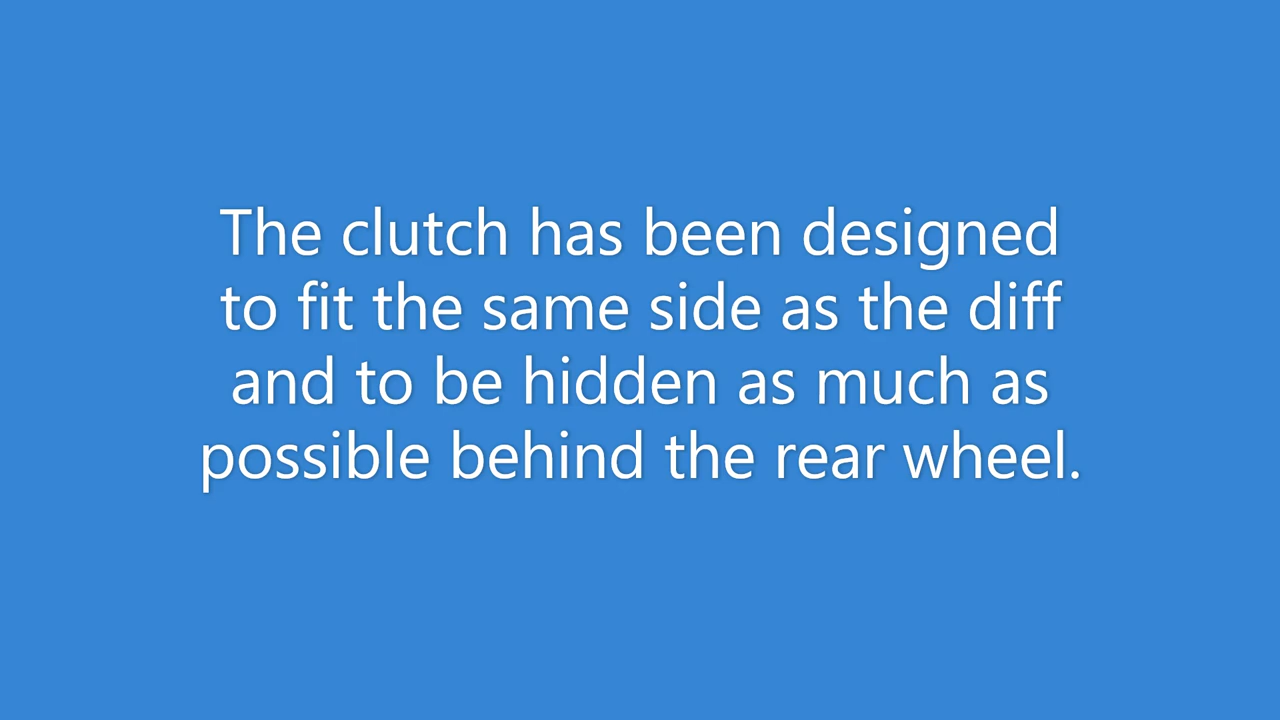 The clutch has been designed
to fit the same side as the diff
and to be hidden as much as
possible behind the rear wheel.